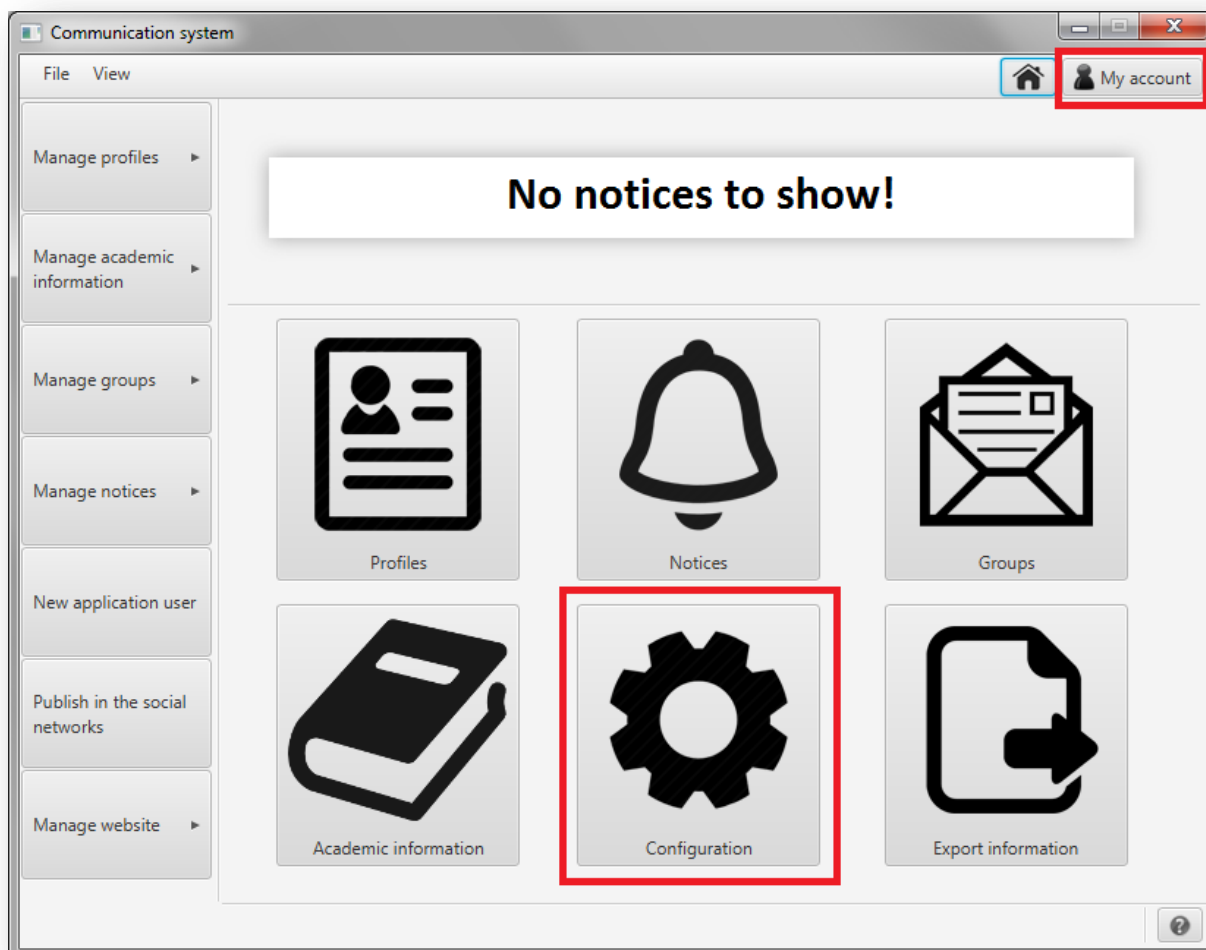 Communication system
File View
My account
Manage profiles
Manage academic
information
Manage groups
Manage notices
New application user
Publish in the social
networks
Manage website
No notices to show!
Profiles
Notices
Groups
Academic information
Configuration
Export information
?